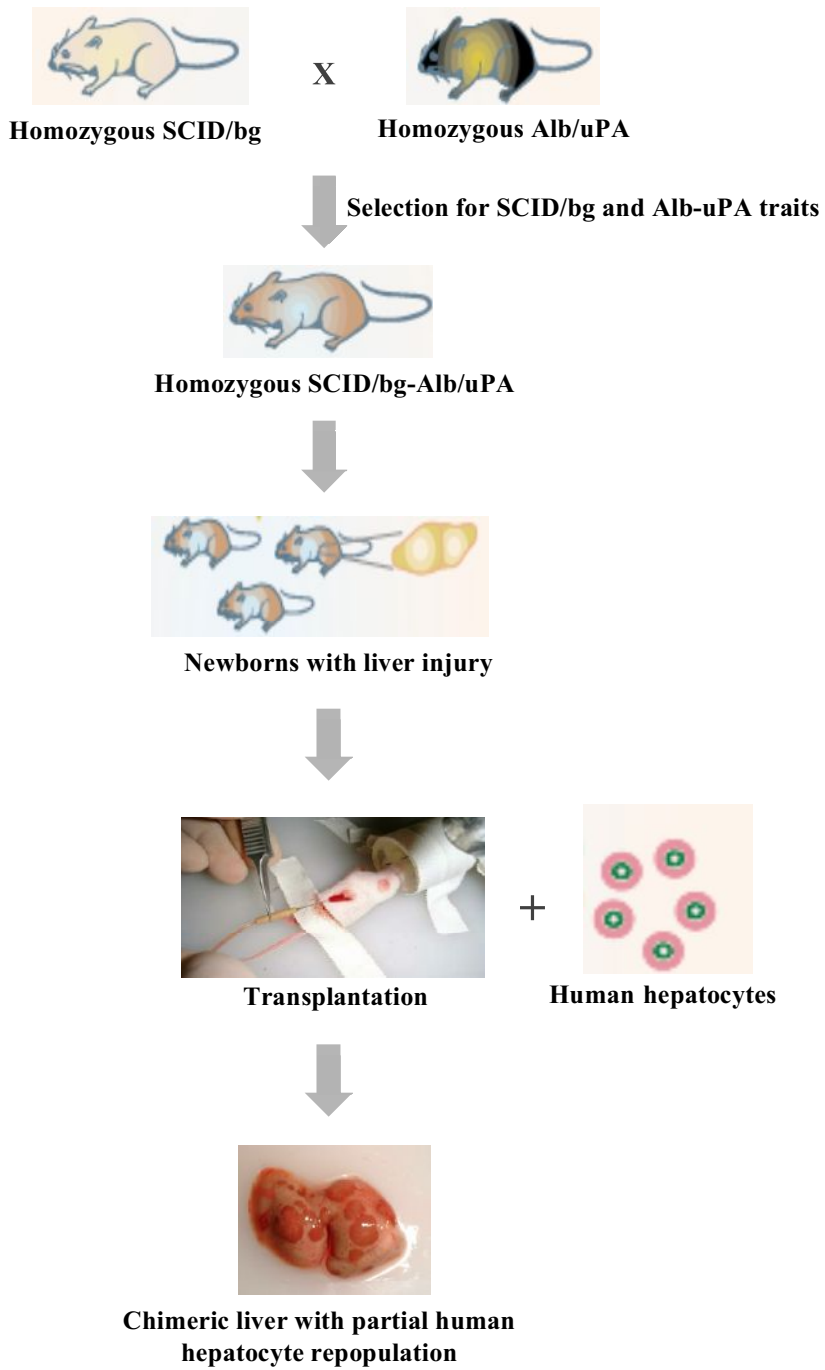 X
Homozygous SCID/bg
Homozygous Alb/uPA
Selection for SCID/bg and Alb-uPA traits
Homozygous SCID/bg-Alb/uPA
Newborns with liver injury
+
Transplantation
Human hepatocytes
Chimeric liver with partial human
hepatocyte repopulation